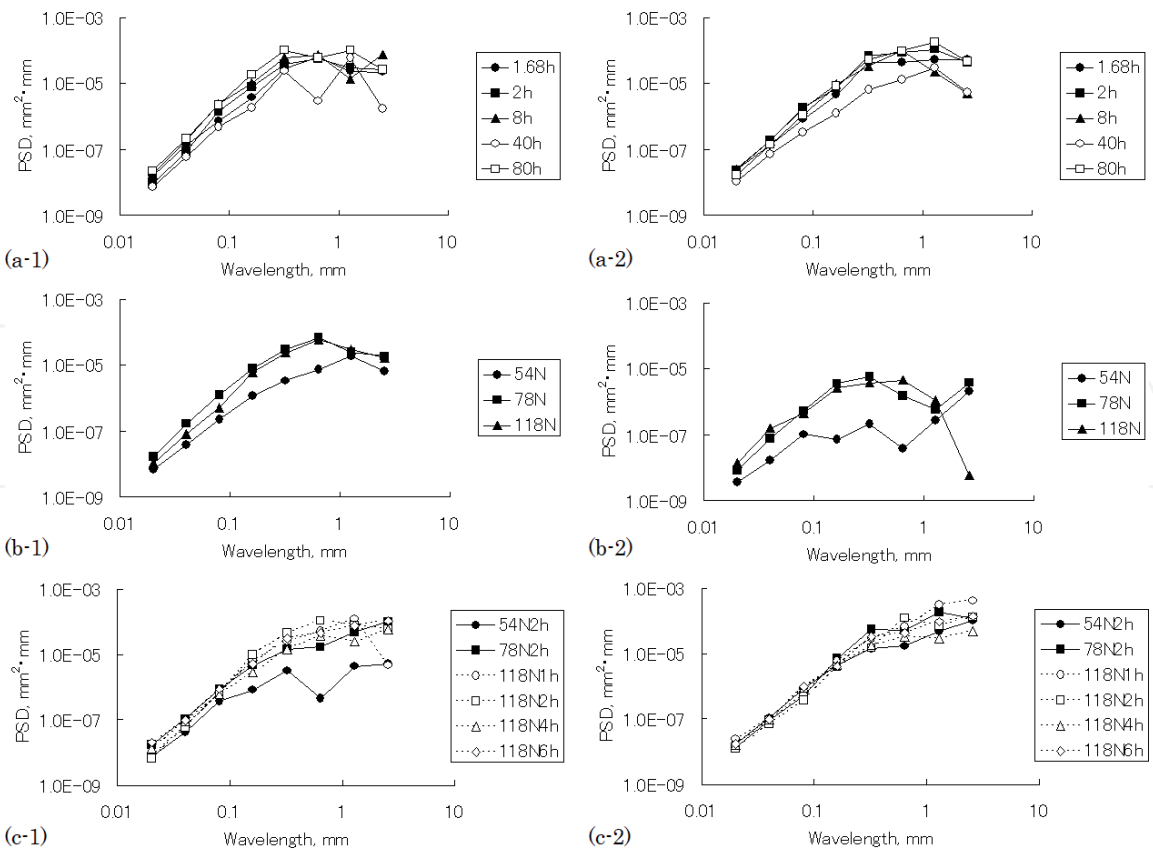 1.0E-03
1.0E-05
1.0E-07
1.0E-09
PSD, mm²・mm
0.01 0.1 1 10
Wavelength, mm
1.68h
2h
8h
40h
80h
(a-1)
1.0E-03
1.0E-05
1.0E-07
1.0E-09
PSD, mm²・mm
0.01 0.1 1 10
Wavelength, mm
1.68h
2h
8h
40h
80h
(a-2)
1.0E-03
1.0E-05
1.0E-07
1.0E-09
PSD, mm²・mm
0.01 0.1 1 10
Wavelength, mm
54N
78N
118N
(b-1)
1.0E-03
1.0E-05
1.0E-07
1.0E-09
PSD, mm²・mm
0.01 0.1 1 10
Wavelength, mm
54N
78N
118N
(b-2)
1.0E-03
1.0E-05
1.0E-07
1.0E-09
PSD, mm²・mm
0.01 0.1 1 10
Wavelength, mm
54N2h
78N2h
118N1h
118N2h
118N4h
118N6h
(c-1)
1.0E-03
1.0E-05
1.0E-07
1.0E-09
PSD, mm²・mm
0.01 0.1 1 10
Wavelength, mm
54N2h
78N2h
118N1h
118N2h
118N4h
118N6h
(c-2)